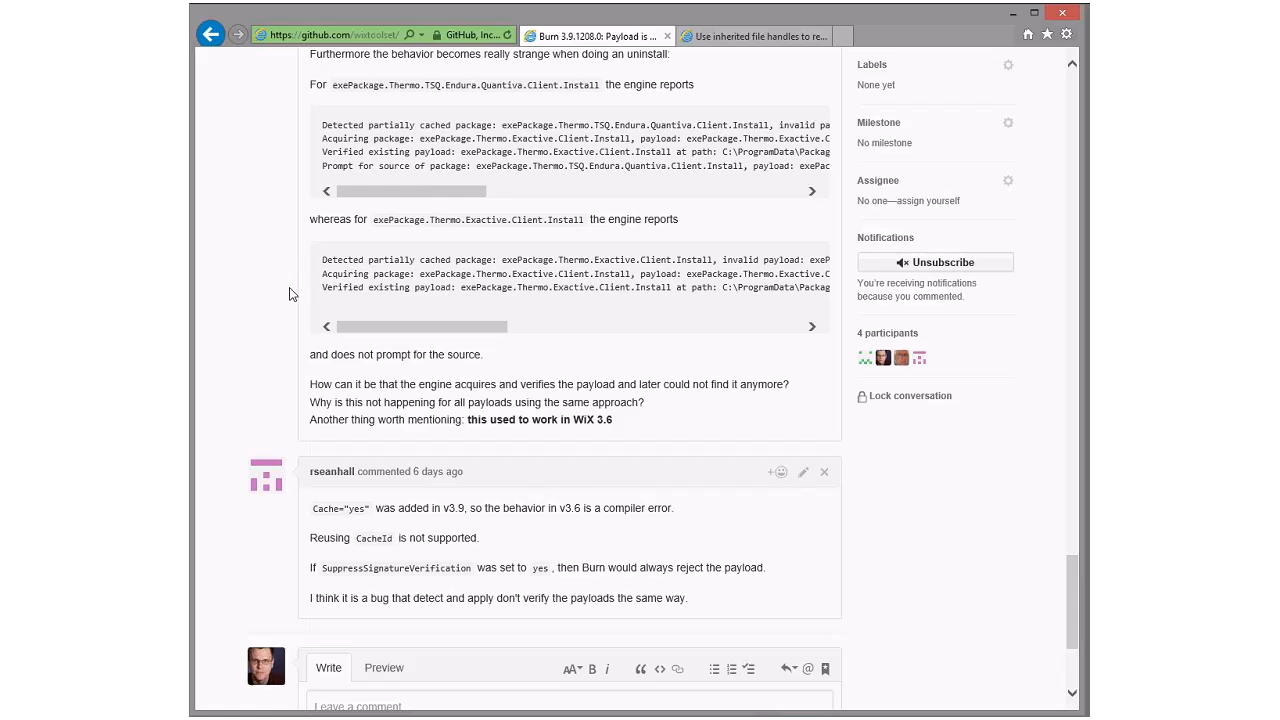 https://github.com/wixtoolset/
GitHub, Inc...
Burn 3.9.1208.0: Payload is ...
Use inherited file handles to re...
Furthermore the behavior becomes really strange when doing an uninstall:
For exePackage.Thermo.TSQ.Endura.Quantiva.Client.Install the engine reports
Detected partially cached package: exePackage.Thermo.TSQ.Endura.Quantiva.Client.Install, invalid pa
Acquiring package: exePackage.Thermo.Exactive.Client.Install, payload: exePackage.Thermo.Exactive.C
Verified existing payload: exePackage.Thermo.Exactive.Client.Install at path: C:\ProgramData\Packag
Prompt for source of package: exePackage.Thermo.TSQ.Endura.Quantiva.Client.Install, payload: exePac
whereas for exePackage.Thermo.Exactive.Client.Install the engine reports
Detected partially cached package: exePackage.Thermo.Exactive.Client.Install, invalid payload: exeP
Acquiring package: exePackage.Thermo.Exactive.Client.Install, payload: exePackage.Thermo.Exactive.C
Verified existing payload: exePackage.Thermo.Exactive.Client.Install at path: C:\ProgramData\Packag
and does not prompt for the source.
How can it be that the engine acquires and verifies the payload and later could not find it anymore?
Why is this not happening for all payloads using the same approach?
Another thing worth mentioning: this used to work in WiX 3.6
rseanhall commented 6 days ago
Cache="yes" was added in v3.9, so the behavior in v3.6 is a compiler error.
Reusing CacheId is not supported.
If SuppressSignatureVerification was set to yes, then Burn would always reject the payload.
I think it is a bug that detect and apply don't verify the payloads the same way.
Write
Preview
AA B i
Leave a comment
Labels
None yet
Milestone
No milestone
Assignee
No one—assign yourself
Notifications
Unsubscribe
You're receiving notifications
because you commented.
4 participants
Lock conversation